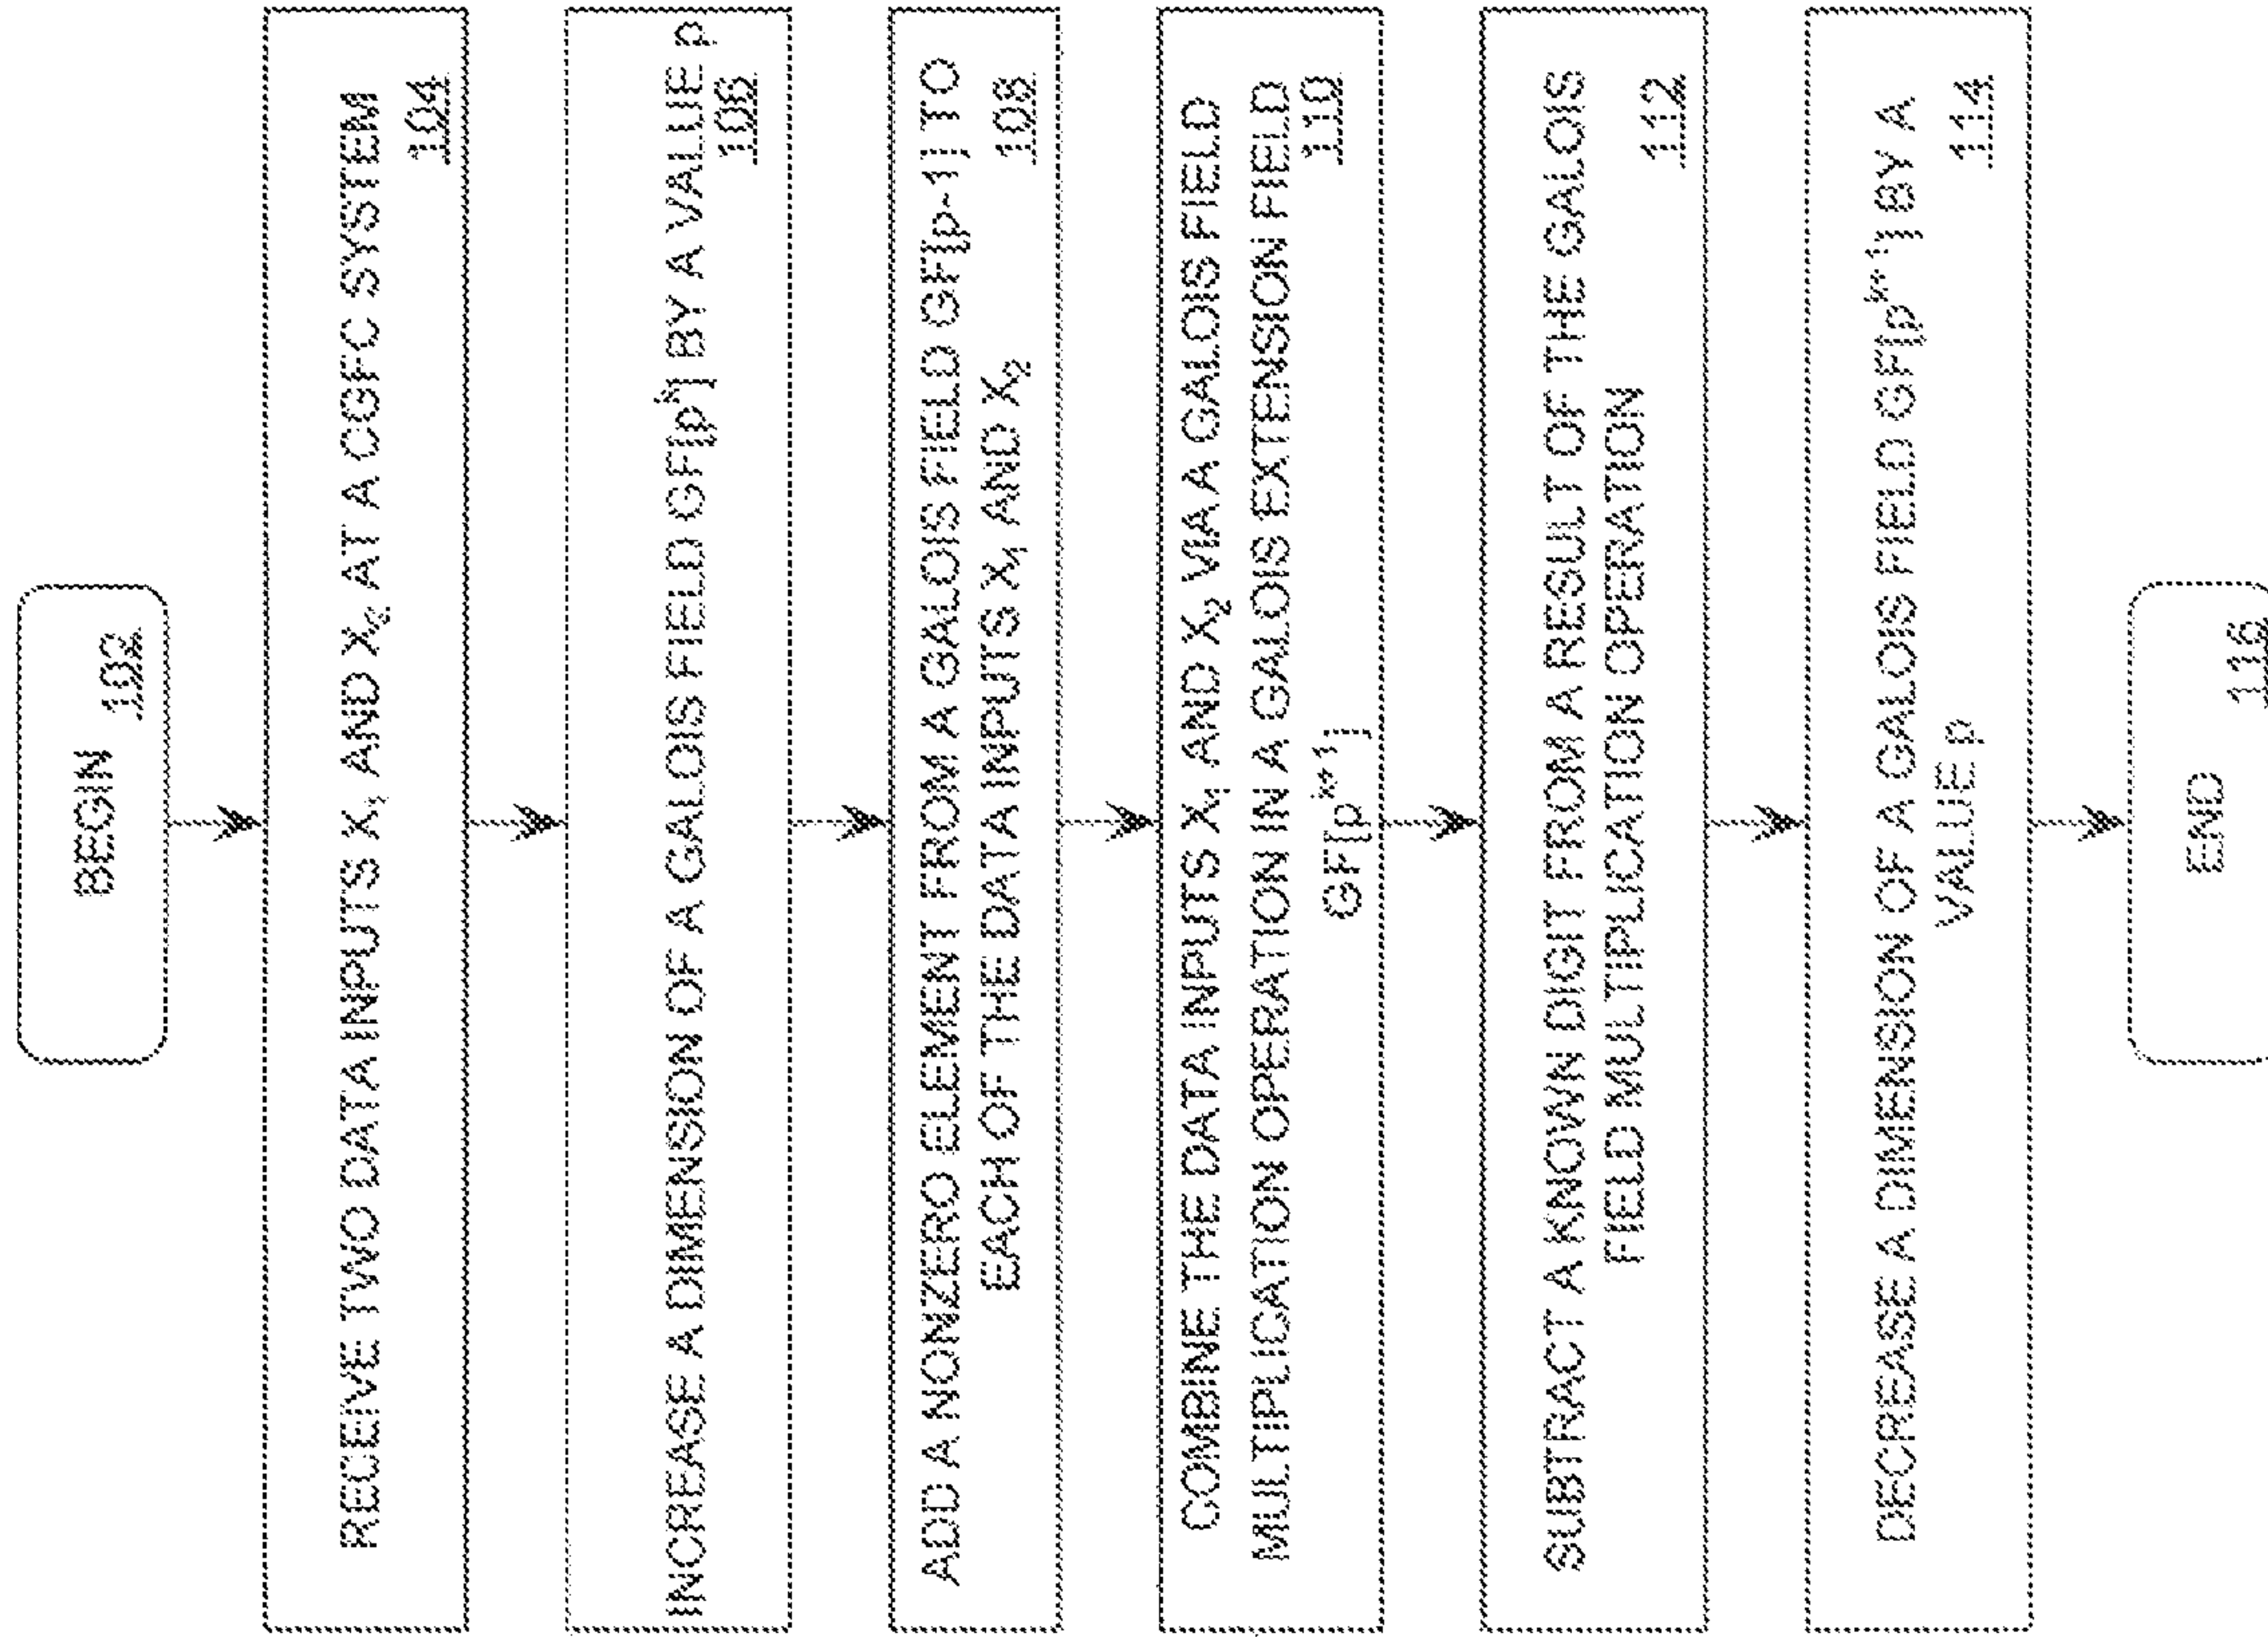 BEGIN
102
RECEIVE TWO DATA INPUTS X₁ AND X₂ AT A CGFC SYSTEM
104
INCREASE A DIMENSION OF A GALOIS FIELD GF[pᵏ] BY A VALUE p
106
ADD A NONZERO ELEMENT FROM A GALOIS FIELD GF[p-1] TO
EACH OF THE DATA INPUTS X₁ AND X₂
108
COMBINE THE DATA INPUTS X₁ AND X₂ VIA A GALOIS FIELD
MULTIPLICATION OPERATION IN A GALOIS EXTENSION FIELD
GF[pᵏ⁺¹]
110
SUBTRACT A KNOWN DIGIT FROM A RESULT OF THE GALOIS
FIELD MULTIPLICATION OPERATION
112
DECREASE A DIMENSION OF A GALOIS FIELD GF[pᵏ⁺¹] BY A
VALUE p
114
END
116